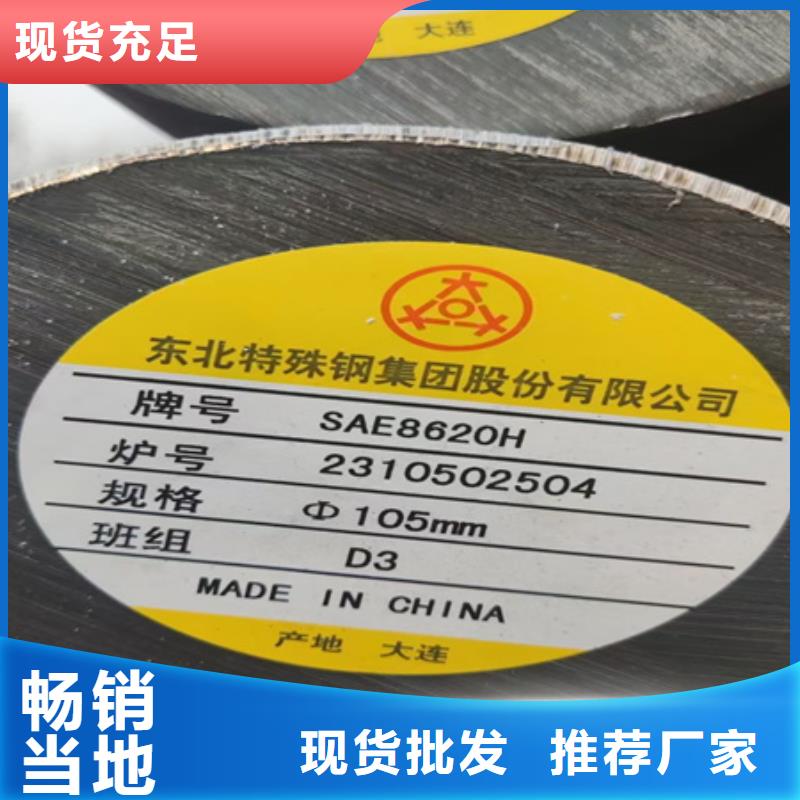 现货充足
产地 大连
东北特殊钢集团股份有限公司
牌号 SAE8620H
炉号 2310502504
规格 Φ105mm
班组 D3
MADE IN CHINA
产地 大连
畅销
当地
现货批发 推荐厂家